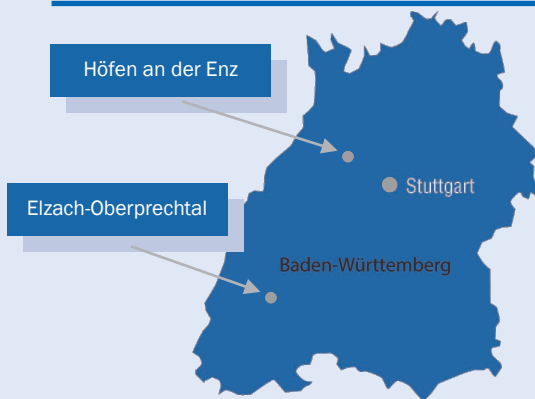 Höfen an der Enz
Stuttgart
Elzach-Oberprechtal
Baden-Württemberg